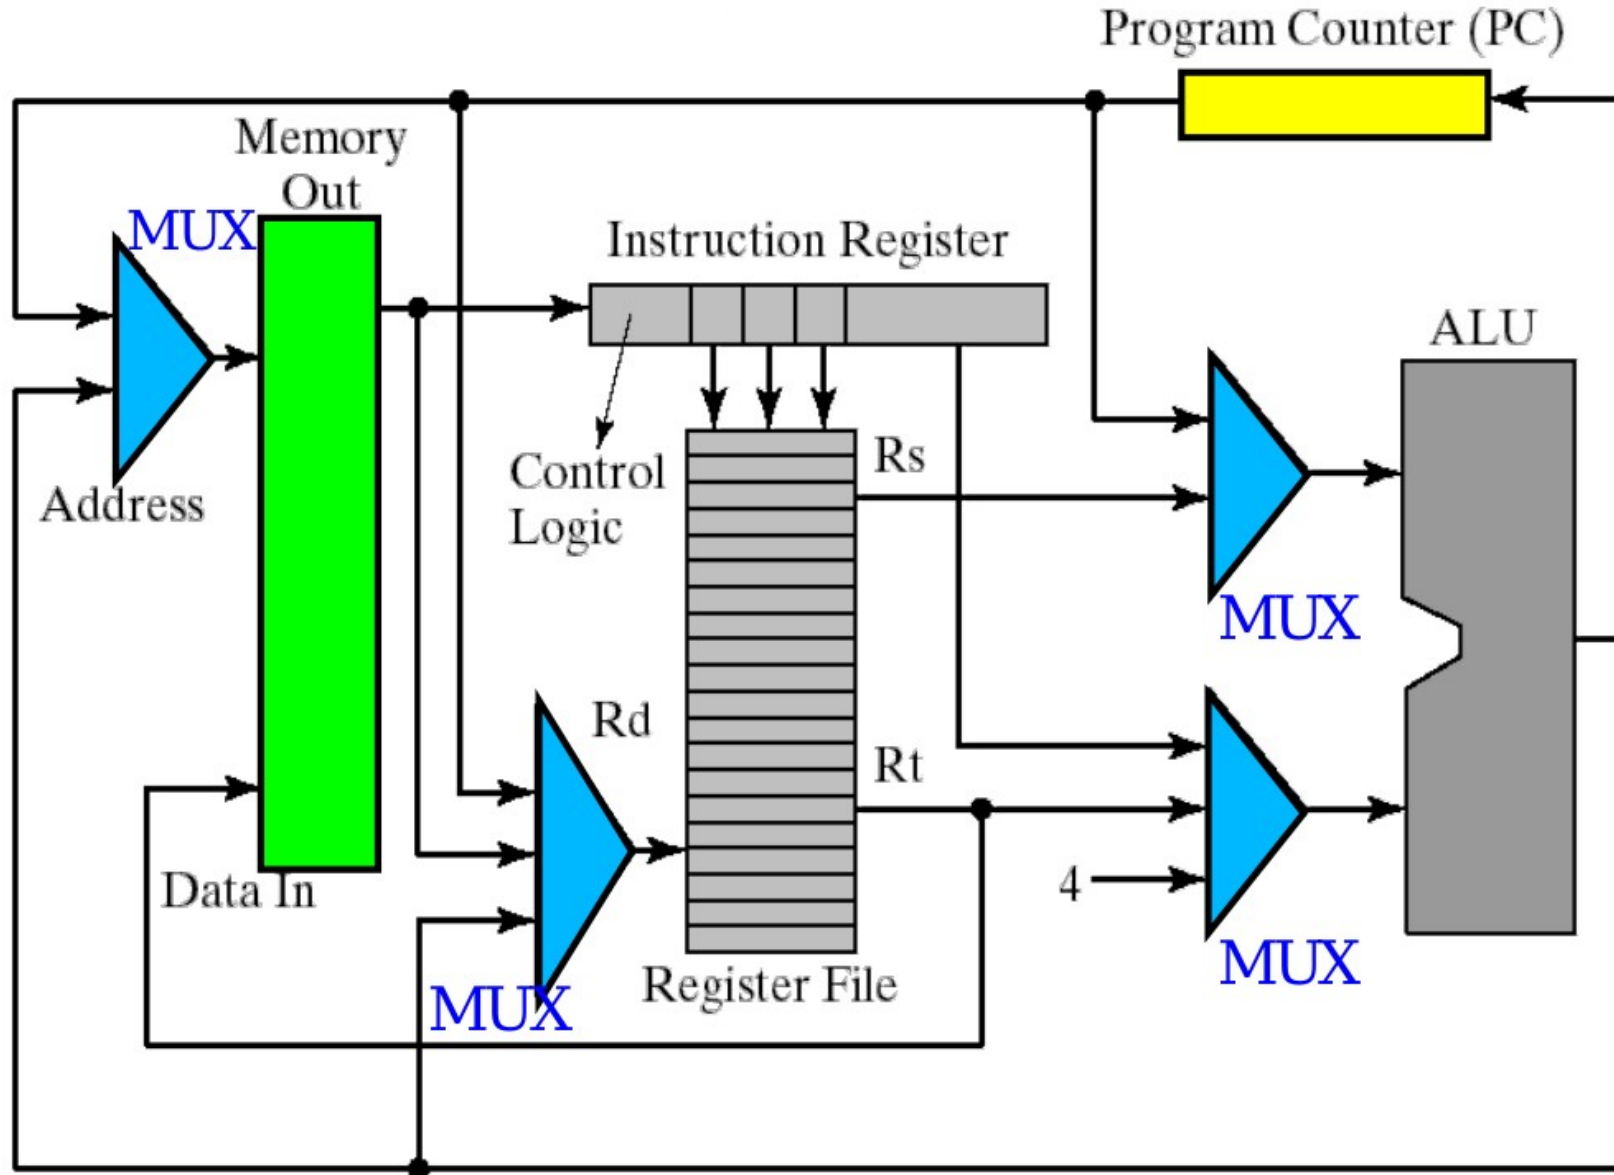 Program Counter (PC)
Memory
Out
MUX
Instruction Register
ALU
Address
Control
Logic
Rs
MUX
Rd
Rt
4
Data In
MUX
Register File
MUX